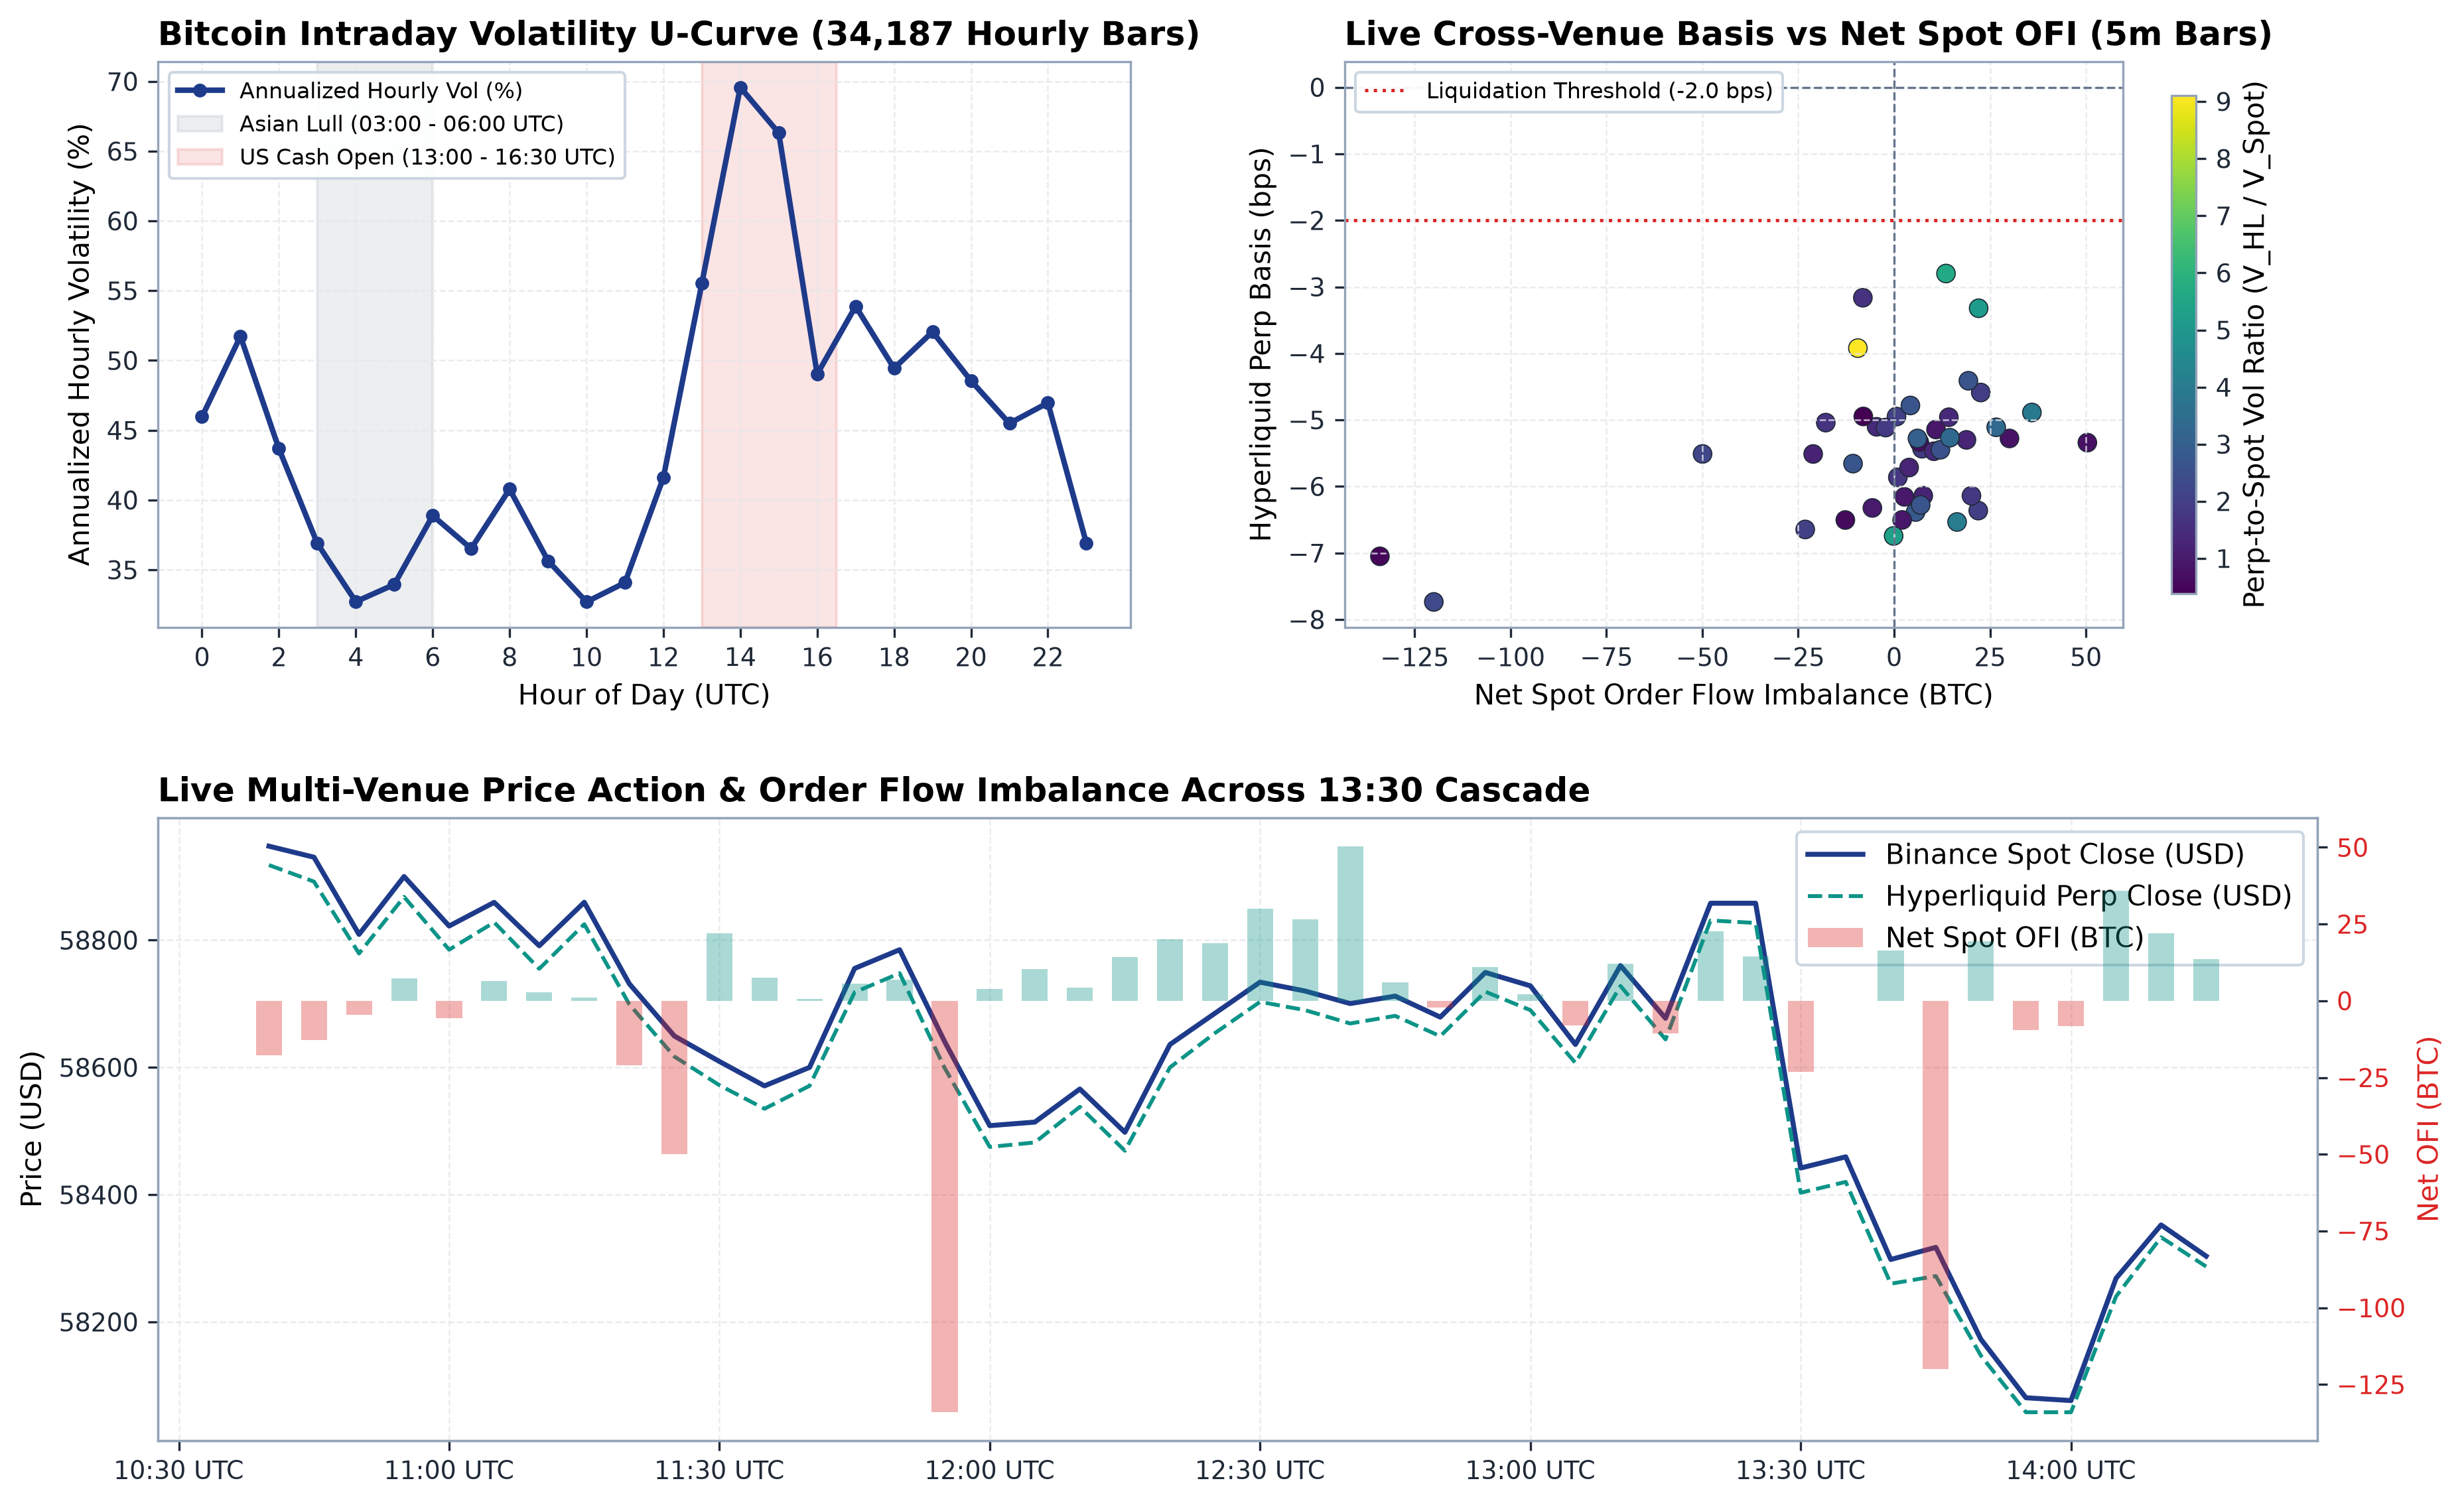 Bitcoin Intraday Volatility U-Curve (34,187 Hourly Bars)
Annualized Hourly Vol (%)
Asian Lull (03:00 - 06:00 UTC)
US Cash Open (13:00 - 16:30 UTC)
Annualized Hourly Volatility (%)
70
65
60
55
50
45
40
35
0 2 4 6 8 10 12 14 16 18 20 22
Hour of Day (UTC)
Live Cross-Venue Basis vs Net Spot OFI (5m Bars)
Liquidation Threshold (-2.0 bps)
Hyperliquid Perp Basis (bps)
0
−1
−2
−3
−4
−5
−6
−7
−8
−125 −100 −75 −50 −25 0 25 50
Net Spot Order Flow Imbalance (BTC)
9
8
7
6
5
4
3
2
1
Perp-to-Spot Vol Ratio (V_HL / V_Spot)
Live Multi-Venue Price Action & Order Flow Imbalance Across 13:30 Cascade
Binance Spot Close (USD)
Hyperliquid Perp Close (USD)
Net Spot OFI (BTC)
Price (USD)
58800
58600
58400
58200
50
25
0
−25
−50
−75
−100
−125
Net OFI (BTC)
10:30 UTC 11:00 UTC 11:30 UTC 12:00 UTC 12:30 UTC 13:00 UTC 13:30 UTC 14:00 UTC